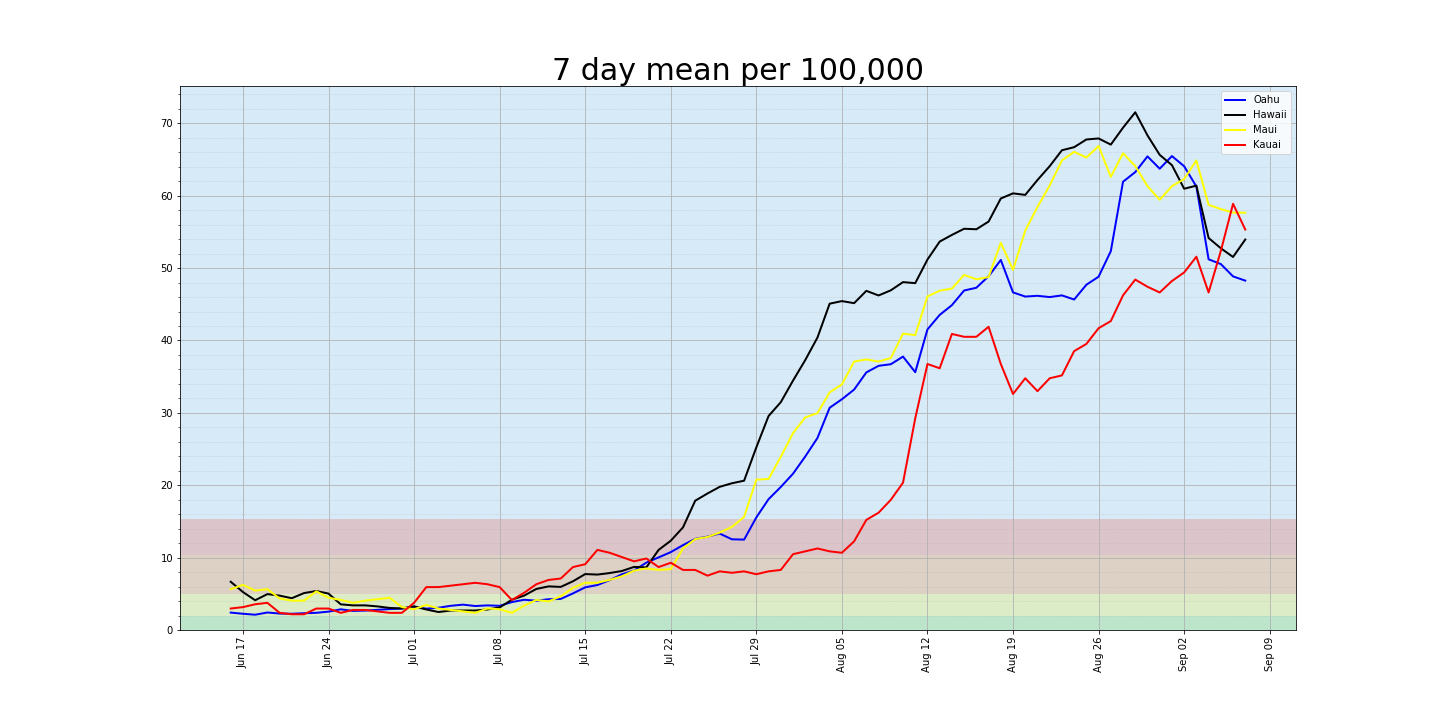 7 day mean per 100,000
Oahu
Hawaii
Maui
Kauai
70
60
50
40
30
20
10
0
Jun 17
Jun 24
Jul 01
Jul 08
Jul 15
Jul 22
Jul 29
Aug 05
Aug 12
Aug 19
Aug 26
Sep 02
Sep 09